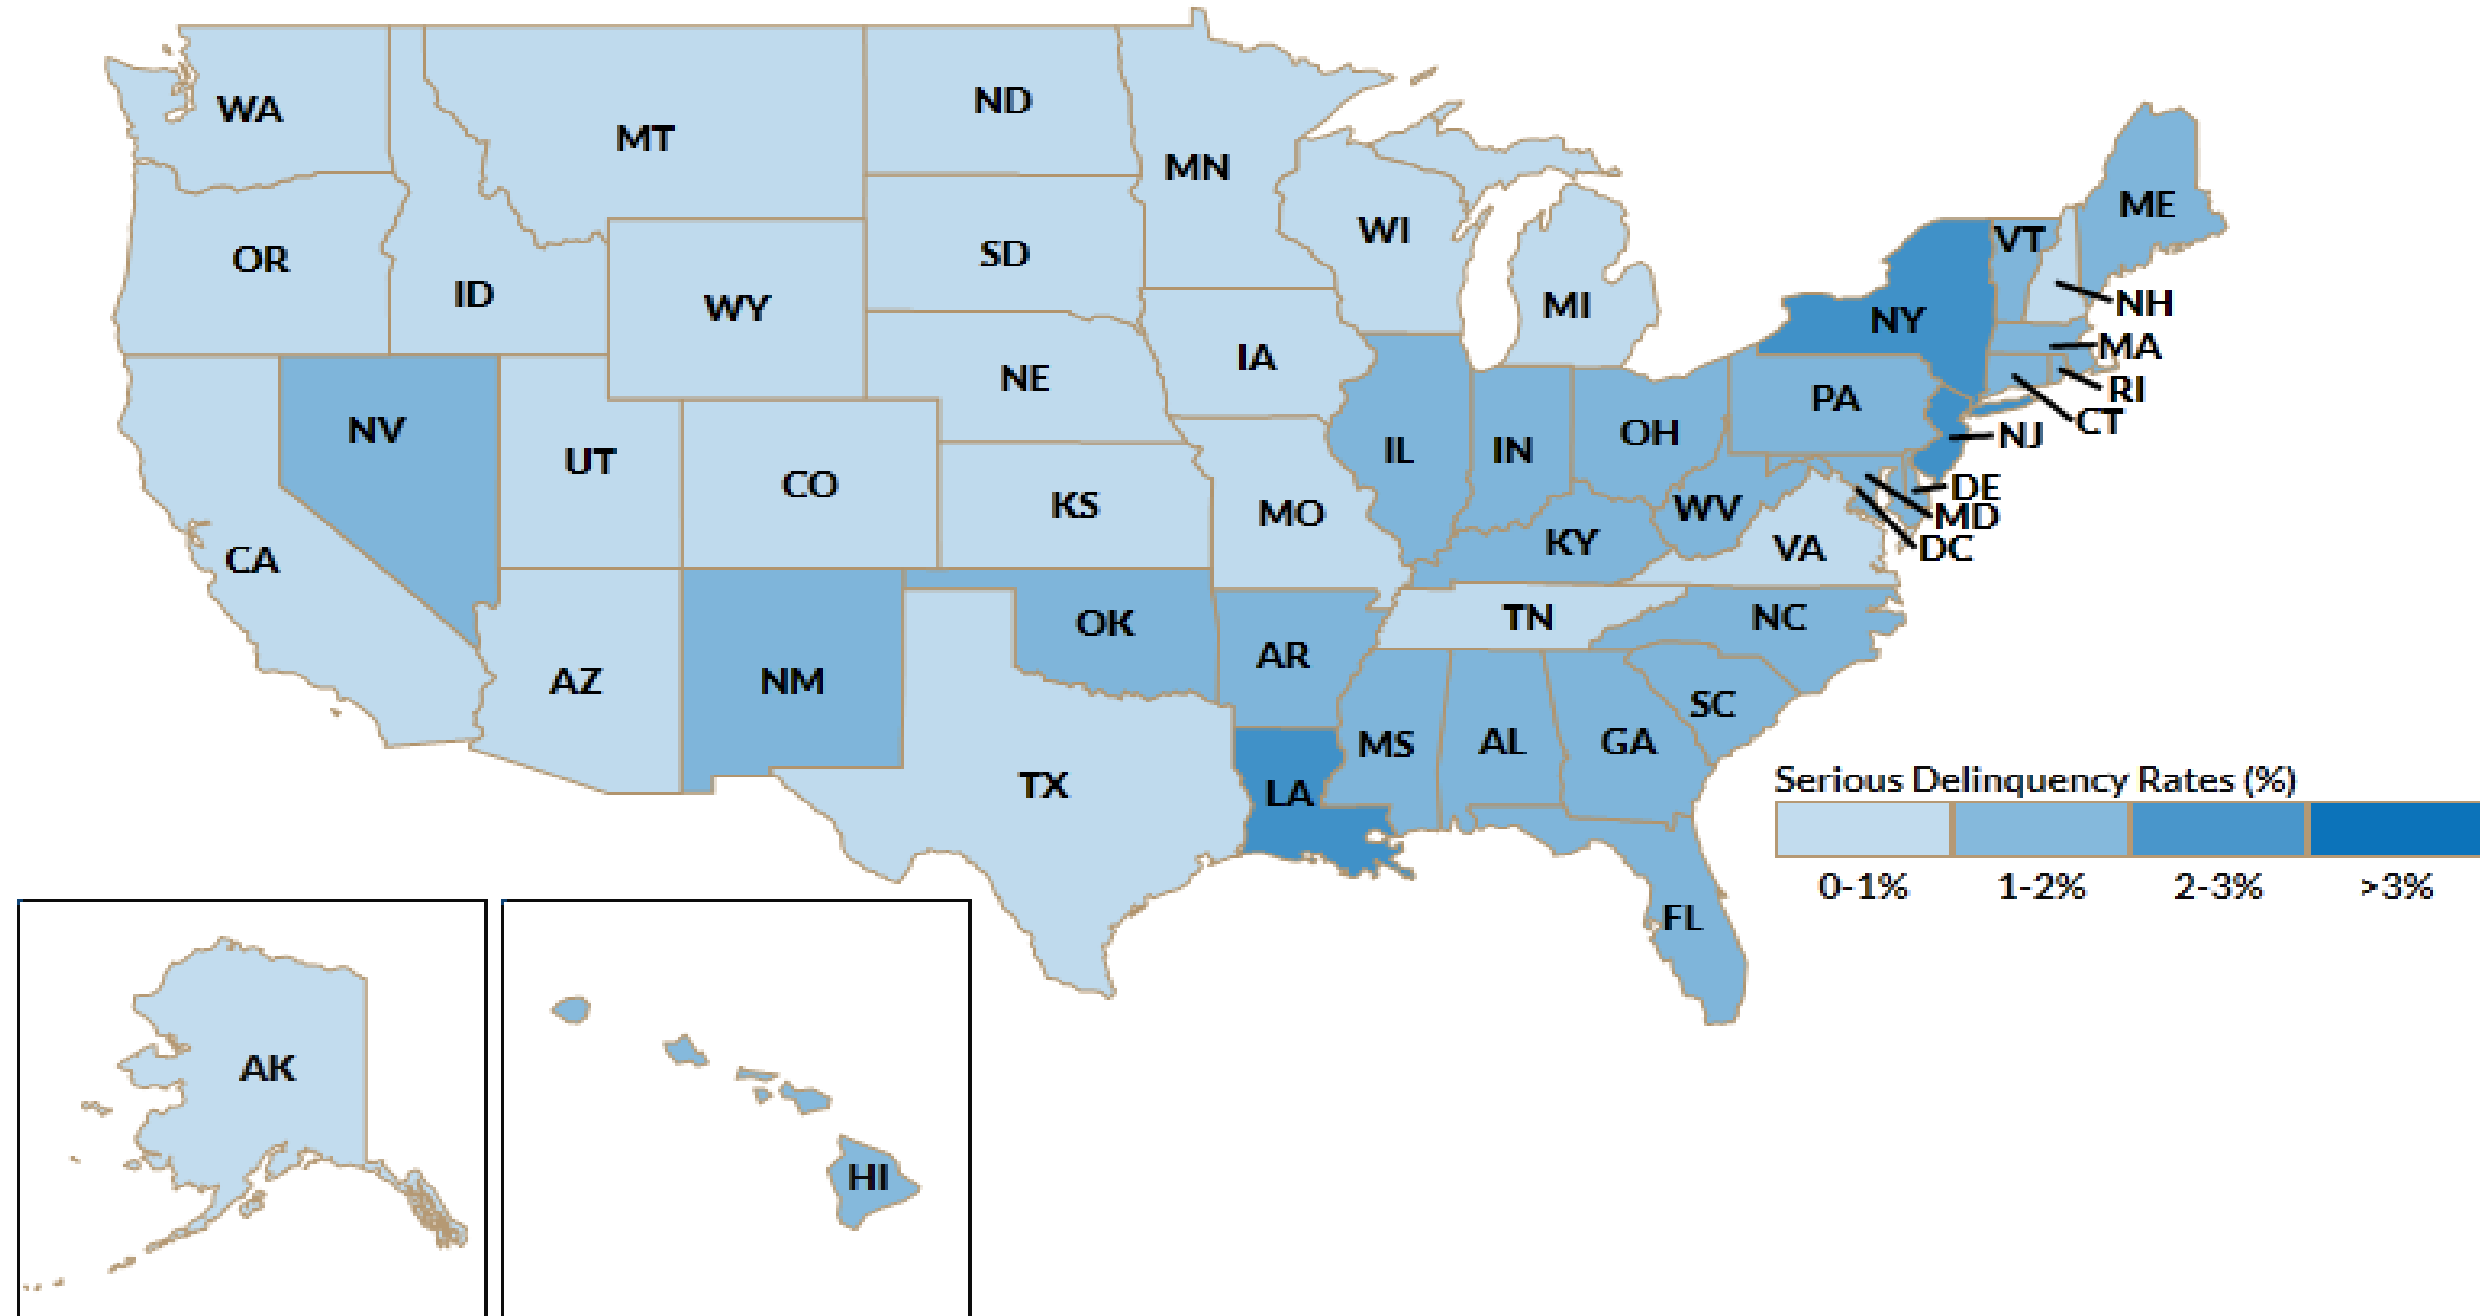 WA
MT
ND
MN
OR
ID
WY
SD
WI
MI
ME
VT
NH
NY
MA
RI
CT
NJ
PA
NV
UT
CO
NE
IA
KS
MO
IL
IN
OH
WV
KY
VA
DE
MD
DC
CA
AZ
NM
OK
AR
TN
NC
SC
TX
LA
MS
AL
GA
FL
AK
HI
Serious Delinquency Rates (%)
0-1% 1-2% 2-3% >3%